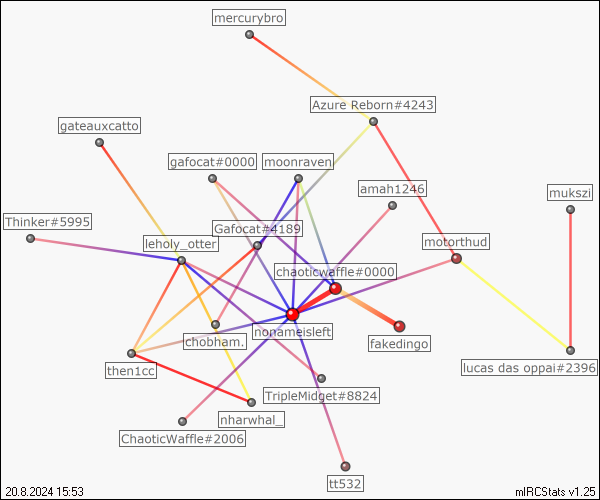 mercurybro
Azure Reborn#4243
gateauxcatto
gafocat#0000
moonraven
amah1246
mukszi
Thinker#5995
Gafocat#4189
leholy_otter
motorthud
chaoticwaffle#0000
nonameisleft
chobham.
fakedingo
then1cc
lucas das oppai#2396
TripleMidget#8824
nharwhal_
ChaoticWaffle#2006
tt532
20.8.2024 15:53
mIRCStats v1.25